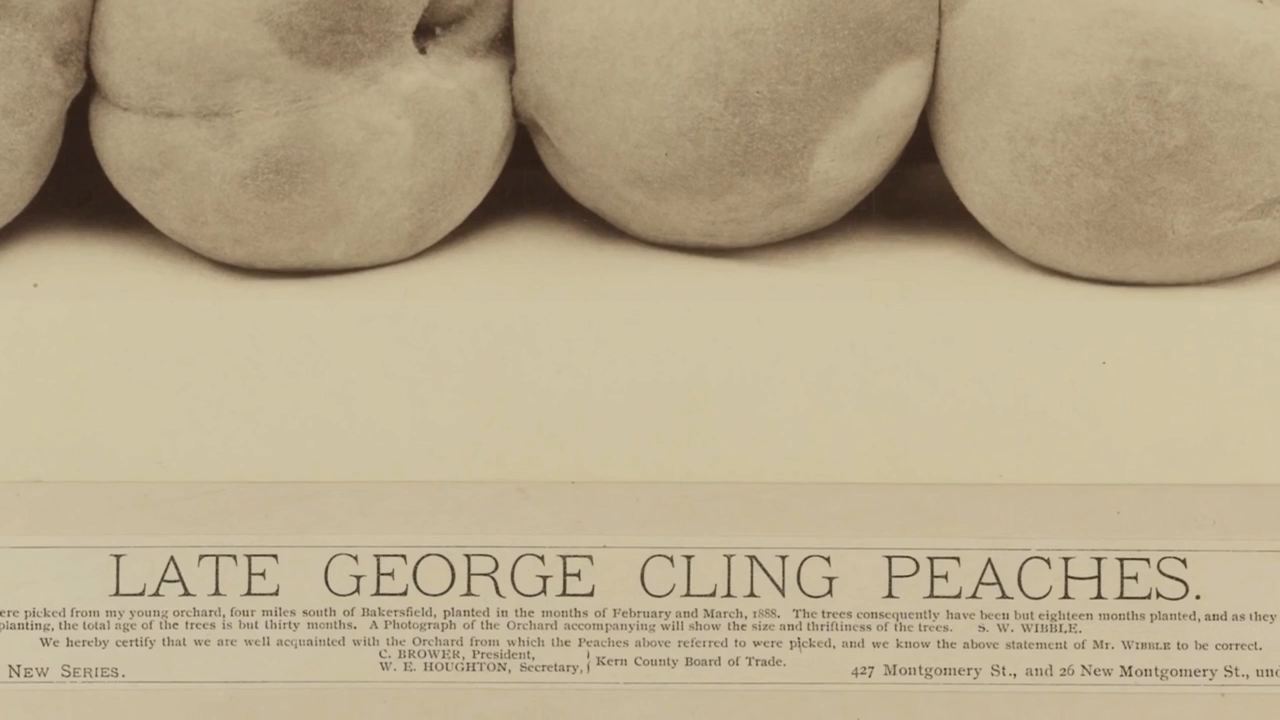 LATE GEORGE CLING PEACHES.
ere picked from my young orchard, four miles south of Bakersfield, planted in the months of February and March, 1888. The trees consequently have been but eighteen months planted, and as they
planting, the total age of the trees is but thirty months. A Photograph of the Orchard accompanying will show the size and thriftiness of the trees. S. W. WIBBLE.
We hereby certify that we are well acquainted with the Orchard from which the Peaches above referred to were picked, and we know the above statement of Mr. WIBBLE to be correct.
C. BROWER, President,
W. E. HOUGHTON, Secretary, Kern County Board of Trade.
NEW SERIES. 427 Montgomery St., and 26 New Montgomery St., und